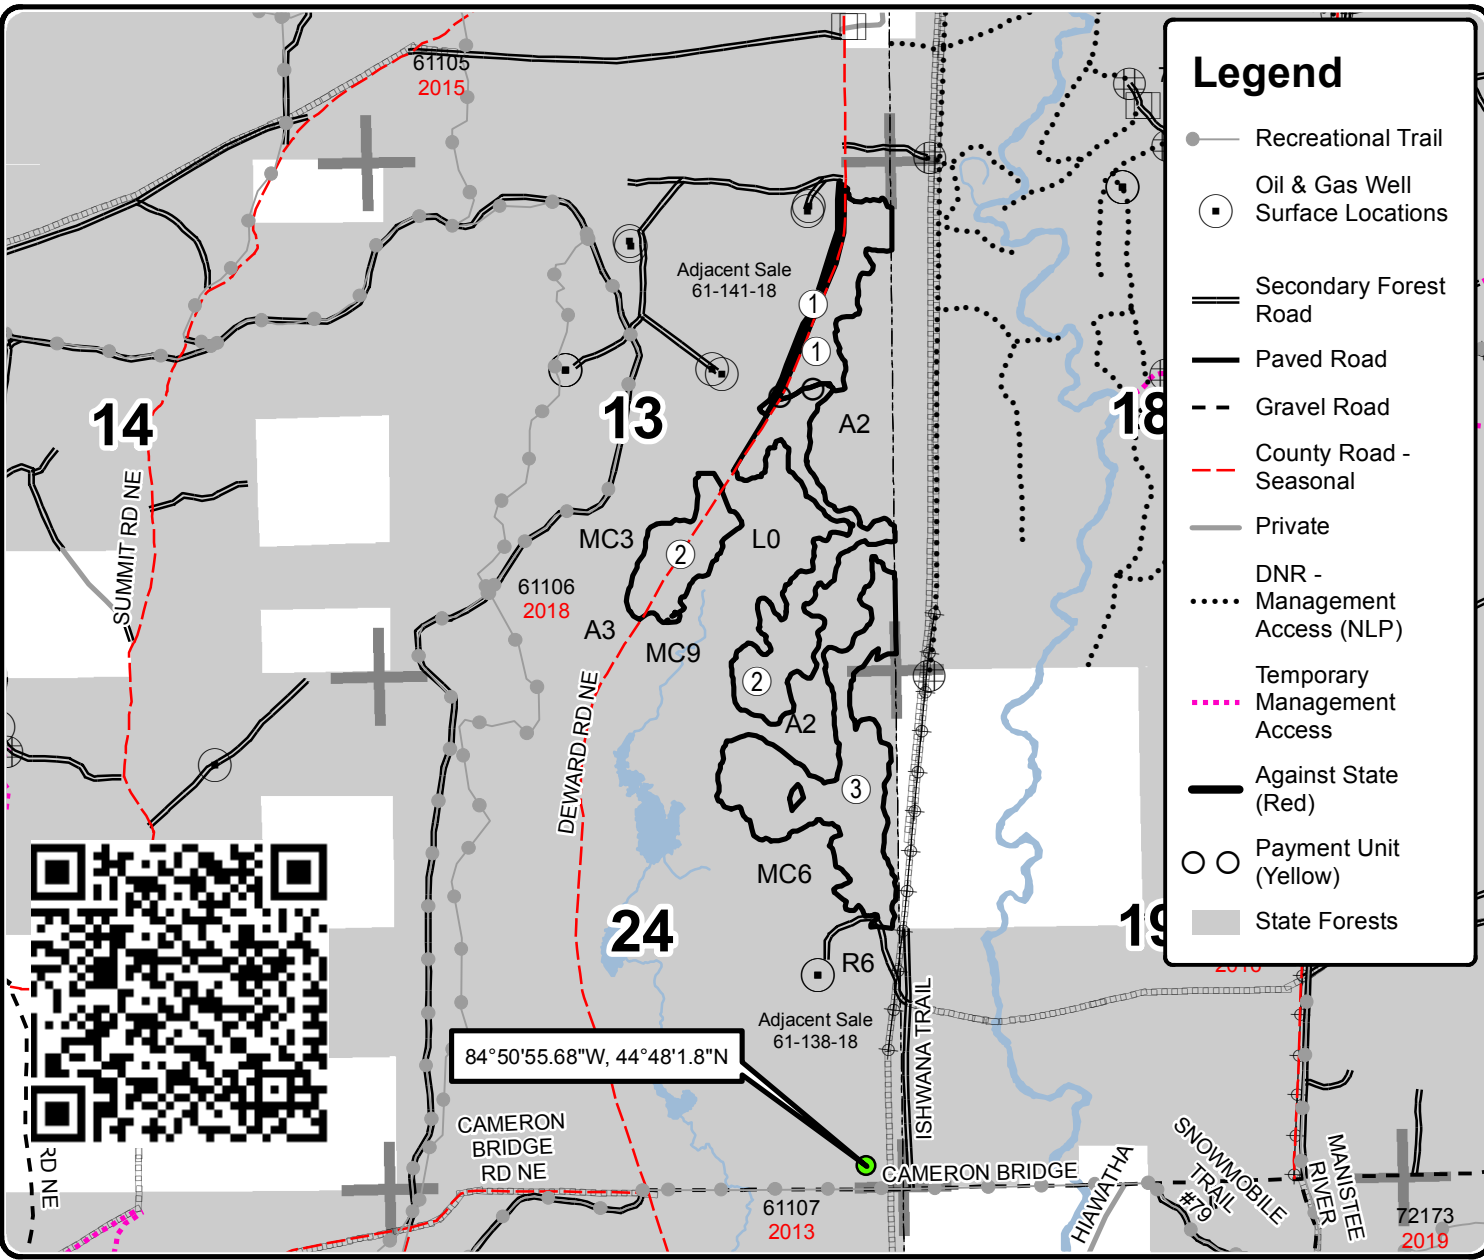 61105
2015
Adjacent Sale
61-141-18
1
1
14
13
18
A2
SUMMIT RD NE
MC3
2
L0
61106
2018
A3
MC9
2
A2
DEWARD RD NE
3
MC6
24
19
R6
Adjacent Sale
61-138-18
ISHWANA TRAIL
84°50'55.68"W, 44°48'1.8"N
CAMERON
BRIDGE
RD NE
RD NE
CAMERON BRIDGE
HIAWATHA
SNOWMOBILE
TRAIL
#79
MANISTEE
RIVER
61107
2013
72173
2019
Legend
Recreational Trail
Oil & Gas Well
Surface Locations
Secondary Forest
Road
Paved Road
Gravel Road
County Road -
Seasonal
Private
DNR -
Management
Access (NLP)
Temporary
Management
Access
Against State
(Red)
Payment Unit
(Yellow)
State Forests